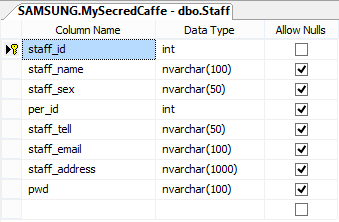 SAMSUNG.MySecredCaffe - dbo.Staff
Column Name Data Type Allow Nulls
staff_id int
staff_name nvarchar(100)
staff_sex nvarchar(50)
per_id int
staff_tell nvarchar(50)
staff_email nvarchar(100)
staff_address nvarchar(1000)
pwd nvarchar(100)